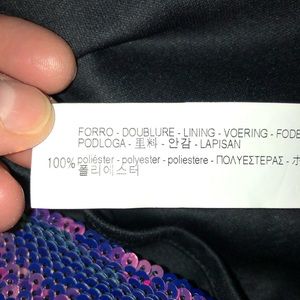 FORRO - DOUBLURE - LINING - VOERING - FODE
PODLOGA - 里料 - 안감 - LAPISAN
100% poliéster - polyester - poliestere - ΠΟΛΥΕΣΤΕΡΑΣ - ポ
폴리에스터